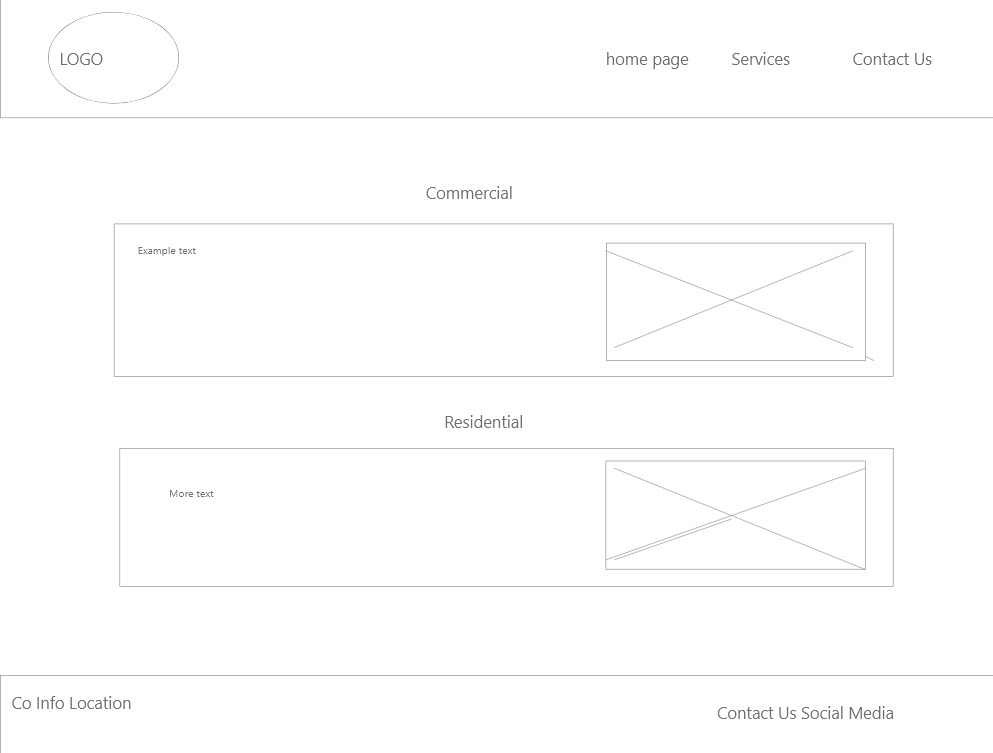 LOGO
home page
Services
Contact Us
Commercial
Example text
Residential
More text
Co Info Location
Contact Us Social Media